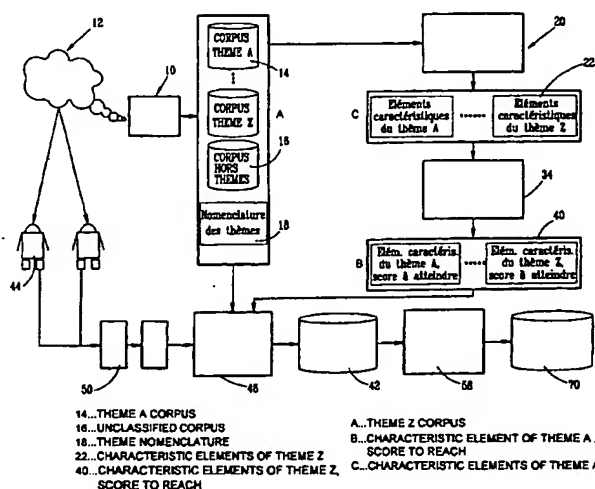 12
10
CORPUS
THEME A
14
CORPUS
THEME Z
A
CORPUS
HORS
THEMES
16
Nomenclature
des thèmes
18
20
22
C
Eléments
caractéristiques
du thème A
Eléments
caractéristiques
du thème Z
34
40
B
Elém. caractéris.
du thème A,
score à atteindre
Elém. caractéris.
du thème Z,
score à atteindre
44
50
46
42
58
70
14...THEME A CORPUS
16...UNCLASSIFIED CORPUS
18...THEME NOMENCLATURE
22...CHARACTERISTIC ELEMENTS OF THEME Z
40...CHARACTERISTIC ELEMENTS OF THEME Z,
SCORE TO REACH
A...THEME Z CORPUS
B...CHARACTERISTIC ELEMENT OF THEME A
SCORE TO REACH
C...CHARACTERISTIC ELEMENTS OF THEME A